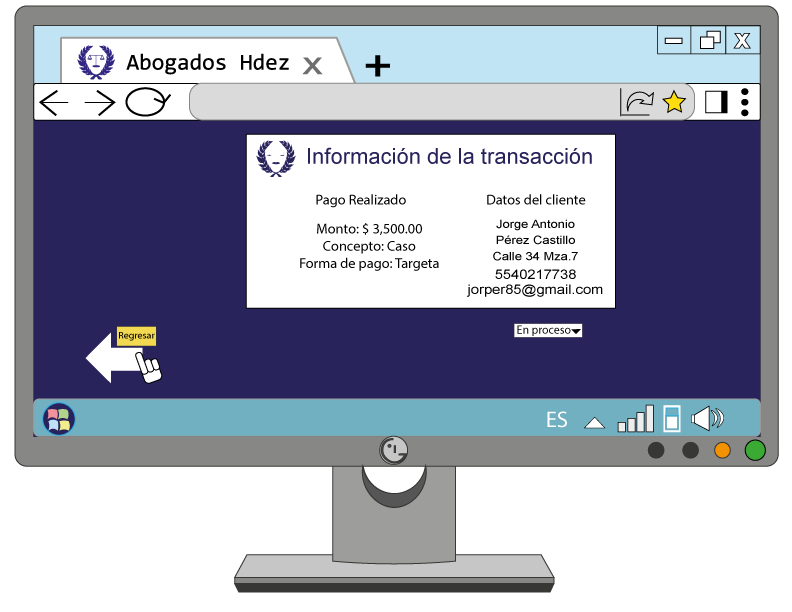 Abogados Hdez X
X
Información de la transacción
Pago Realizado
Monto: $ 3,500.00
Concepto: Caso
Forma de pago: Targeta
Datos del cliente
Jorge Antonio
Pérez Castillo
Calle 34 Mza.7
5540217738
jorper85@gmail.com
En proceso
Regresar
ES